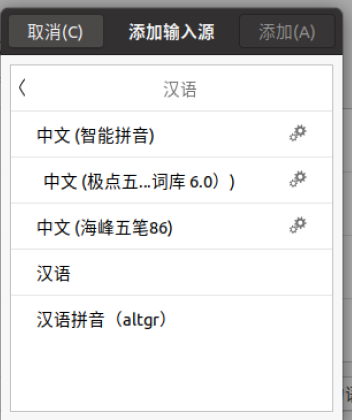 取消(C) 添加输入源 添加(A)
汉语
中文 (智能拼音)
中文 (极点五...词库 6.0））
中文 (海峰五笔86)
汉语
汉语拼音（altgr）